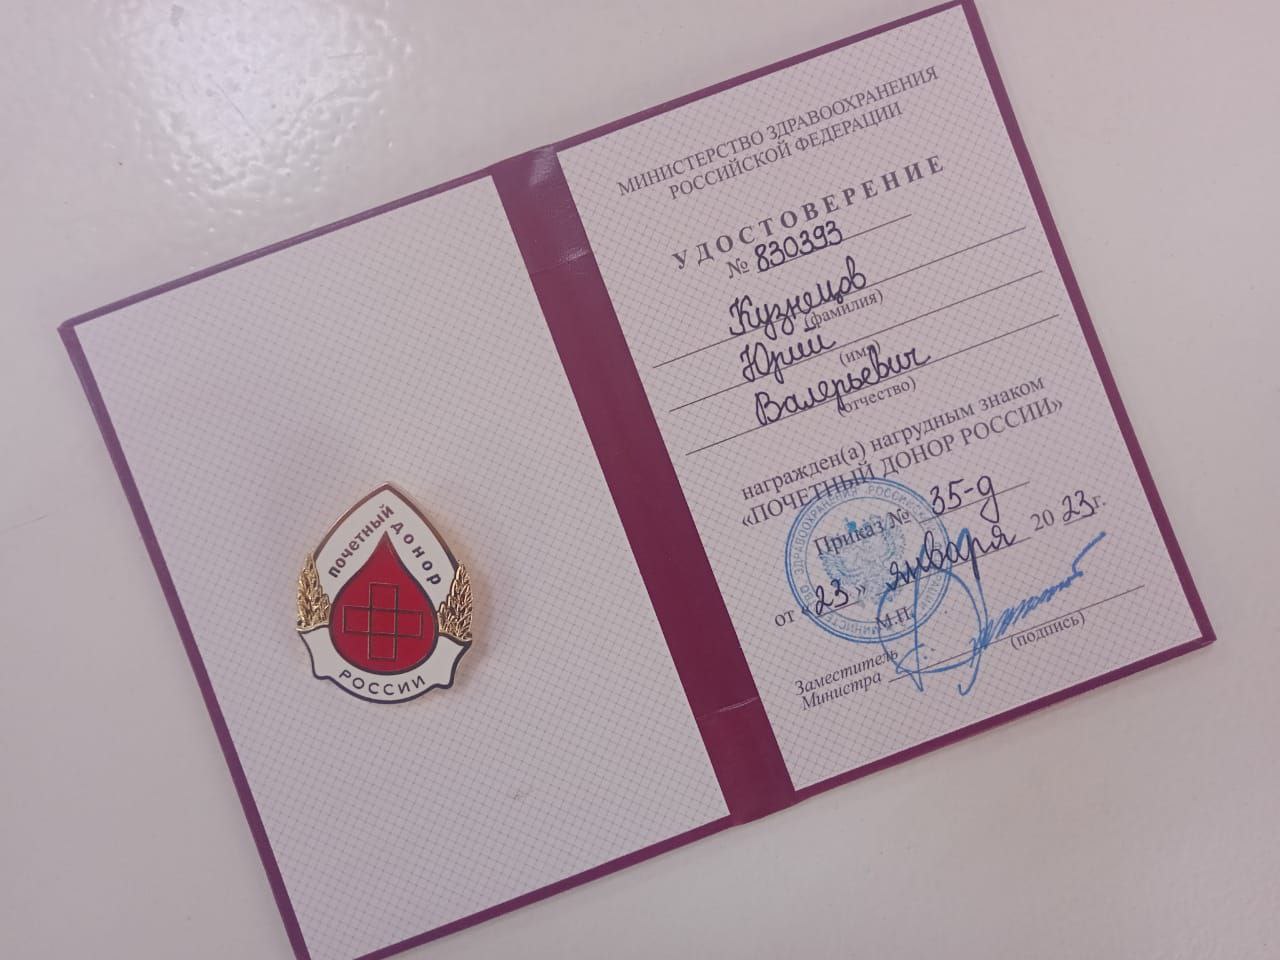 почетный донор
РОССИИ
МИНИСТЕРСТВО ЗДРАВООХРАНЕНИЯ
РОССИЙСКОЙ ФЕДЕРАЦИИ
УДОСТОВЕРЕНИЕ
№ 830393
Кузнецов
(фамилия)
Юрий
(имя)
Валерьевич
(отчество)
награжден(а) нагрудным знаком
«ПОЧЕТНЫЙ ДОНОР РОССИИ»
Приказ № 35-д
от «23» января 2023г.
М.П.
Заместитель
Министра
(подпись)